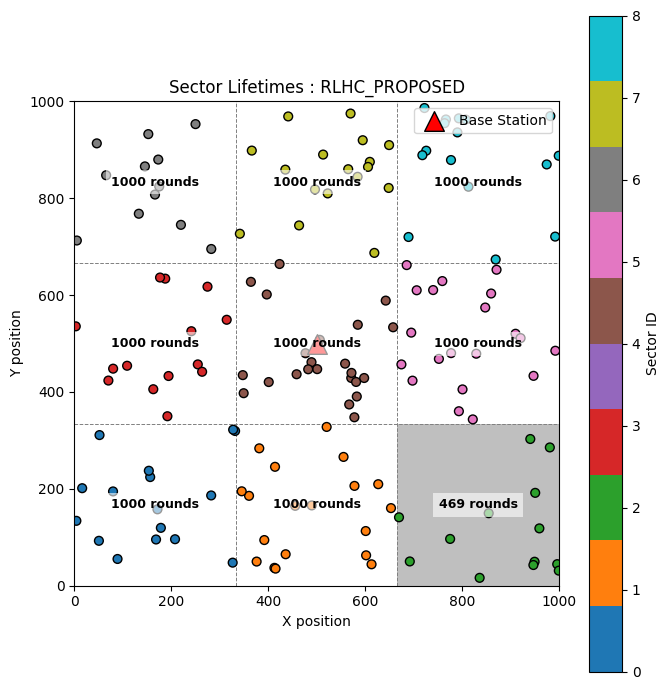 Sector Lifetimes : RLHC_PROPOSED
Base Station
1000 rounds
1000 rounds
1000 rounds
1000 rounds
1000 rounds
1000 rounds
1000 rounds
1000 rounds
469 rounds
1000
800
600
400
200
0
Y position
0
200
400
600
800
1000
X position
8
7
6
5
4
3
2
1
0
Sector ID